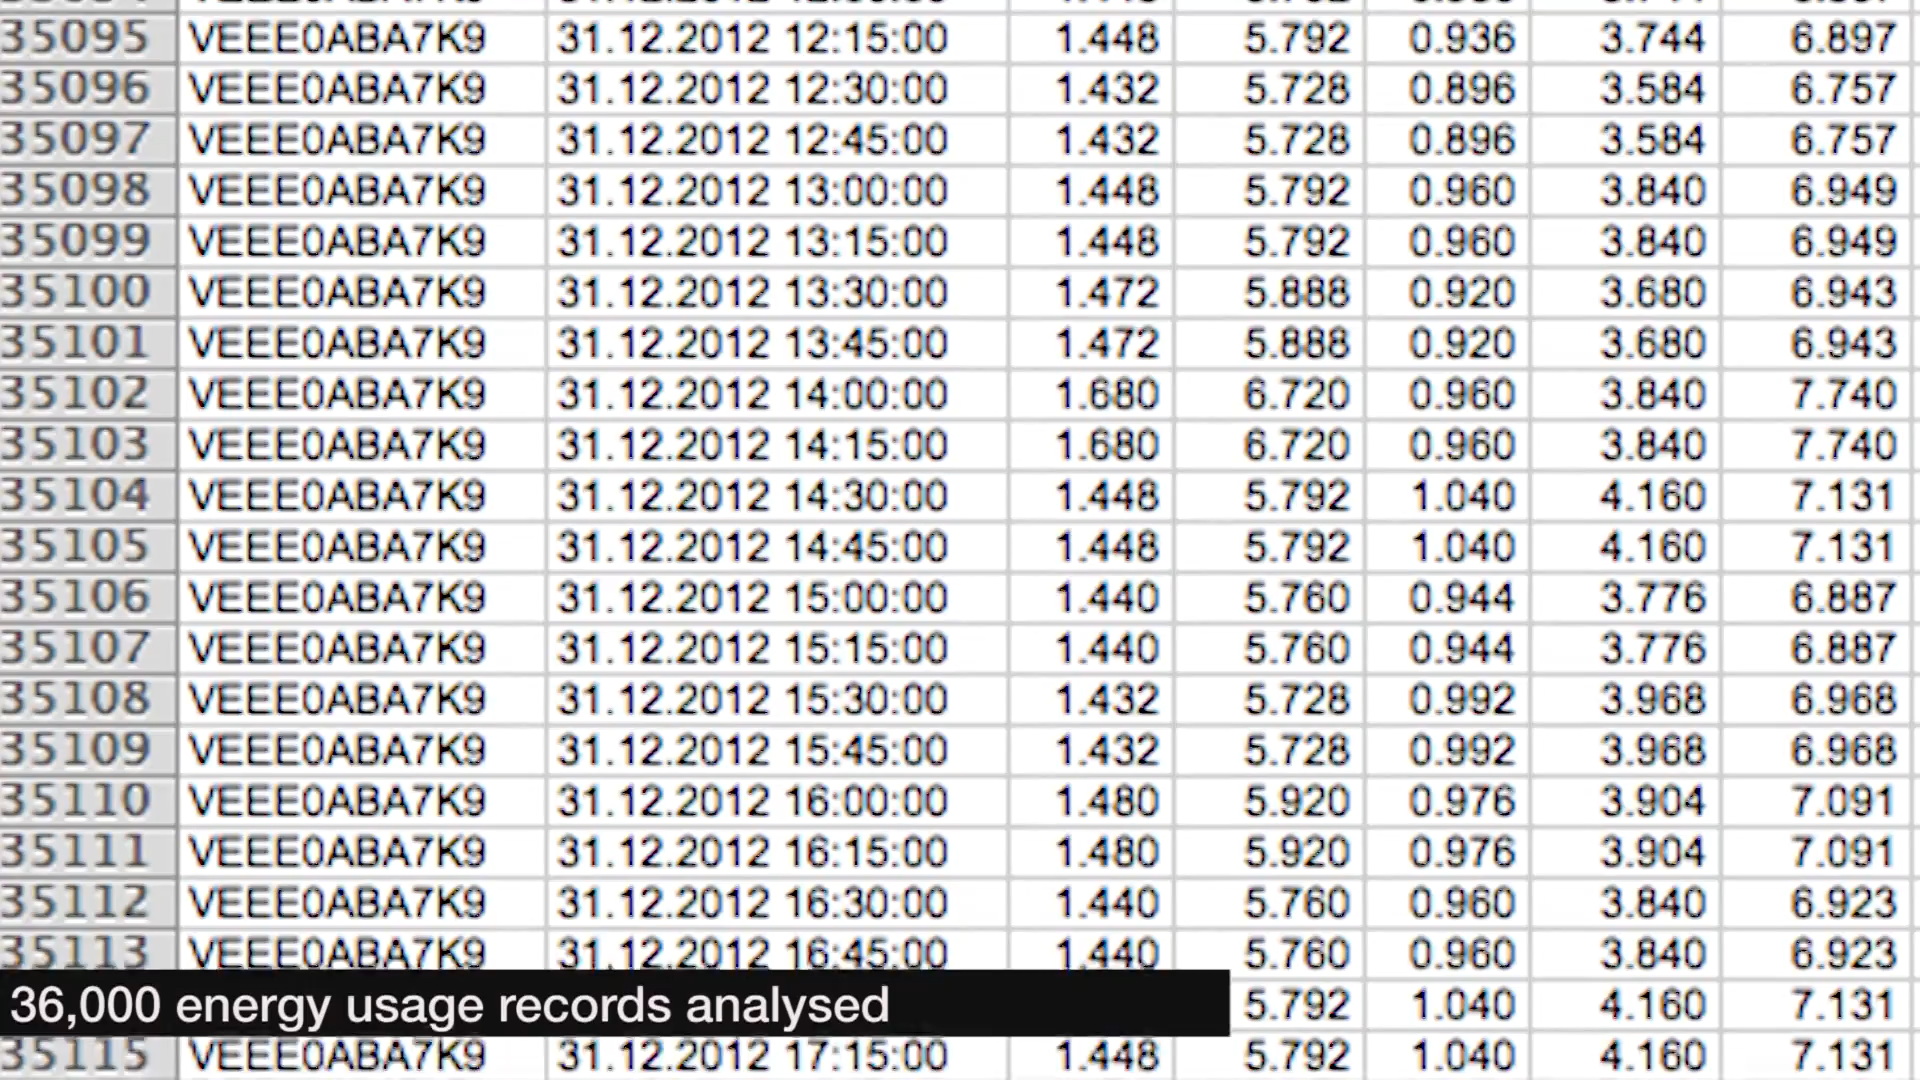 35095 VEEE0ABA7K9 31.12.2012 12:15:00 1.448 5.792 0.936 3.744 6.897
35096 VEEE0ABA7K9 31.12.2012 12:30:00 1.432 5.728 0.896 3.584 6.757
35097 VEEE0ABA7K9 31.12.2012 12:45:00 1.432 5.728 0.896 3.584 6.757
35098 VEEE0ABA7K9 31.12.2012 13:00:00 1.448 5.792 0.960 3.840 6.949
35099 VEEE0ABA7K9 31.12.2012 13:15:00 1.448 5.792 0.960 3.840 6.949
35100 VEEE0ABA7K9 31.12.2012 13:30:00 1.472 5.888 0.920 3.680 6.943
35101 VEEE0ABA7K9 31.12.2012 13:45:00 1.472 5.888 0.920 3.680 6.943
35102 VEEE0ABA7K9 31.12.2012 14:00:00 1.680 6.720 0.960 3.840 7.740
35103 VEEE0ABA7K9 31.12.2012 14:15:00 1.680 6.720 0.960 3.840 7.740
35104 VEEE0ABA7K9 31.12.2012 14:30:00 1.448 5.792 1.040 4.160 7.131
35105 VEEE0ABA7K9 31.12.2012 14:45:00 1.448 5.792 1.040 4.160 7.131
35106 VEEE0ABA7K9 31.12.2012 15:00:00 1.440 5.760 0.944 3.776 6.887
35107 VEEE0ABA7K9 31.12.2012 15:15:00 1.440 5.760 0.944 3.776 6.887
35108 VEEE0ABA7K9 31.12.2012 15:30:00 1.432 5.728 0.992 3.968 6.968
35109 VEEE0ABA7K9 31.12.2012 15:45:00 1.432 5.728 0.992 3.968 6.968
35110 VEEE0ABA7K9 31.12.2012 16:00:00 1.480 5.920 0.976 3.904 7.091
35111 VEEE0ABA7K9 31.12.2012 16:15:00 1.480 5.920 0.976 3.904 7.091
35112 VEEE0ABA7K9 31.12.2012 16:30:00 1.440 5.760 0.960 3.840 6.923
35113 VEEE0ABA7K9 31.12.2012 16:45:00 1.440 5.760 0.960 3.840 6.923
36,000 energy usage records analysed 5.792 1.040 4.160 7.131
35115 VEEE0ABA7K9 31.12.2012 17:15:00 1.448 5.792 1.040 4.160 7.131